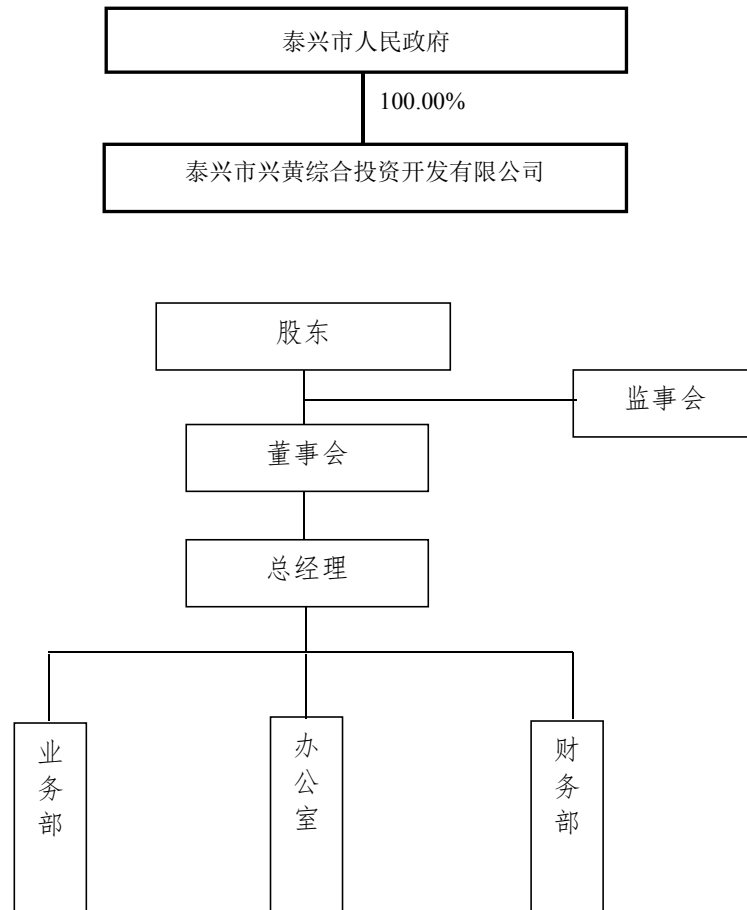 泰兴市人民政府
100.00%
泰兴市兴黄综合投资开发有限公司
股东
监事会
董事会
总经理
业务部
办公室
财务部